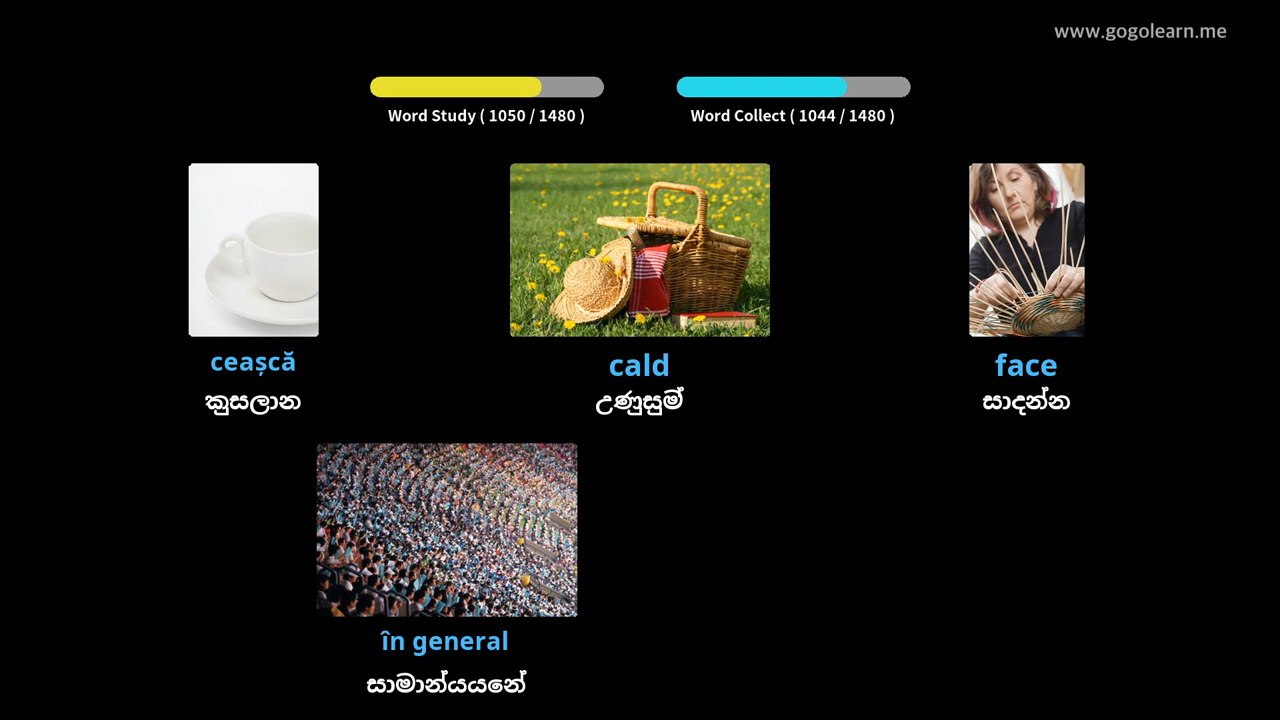 www.gogolearn.me
Word Study ( 1050 / 1480 )
Word Collect ( 1044 / 1480 )
ceașcă
කුසලාන
cald
උණුසුම්
face
සාදන්න
în general
සාමාන්යයනේ